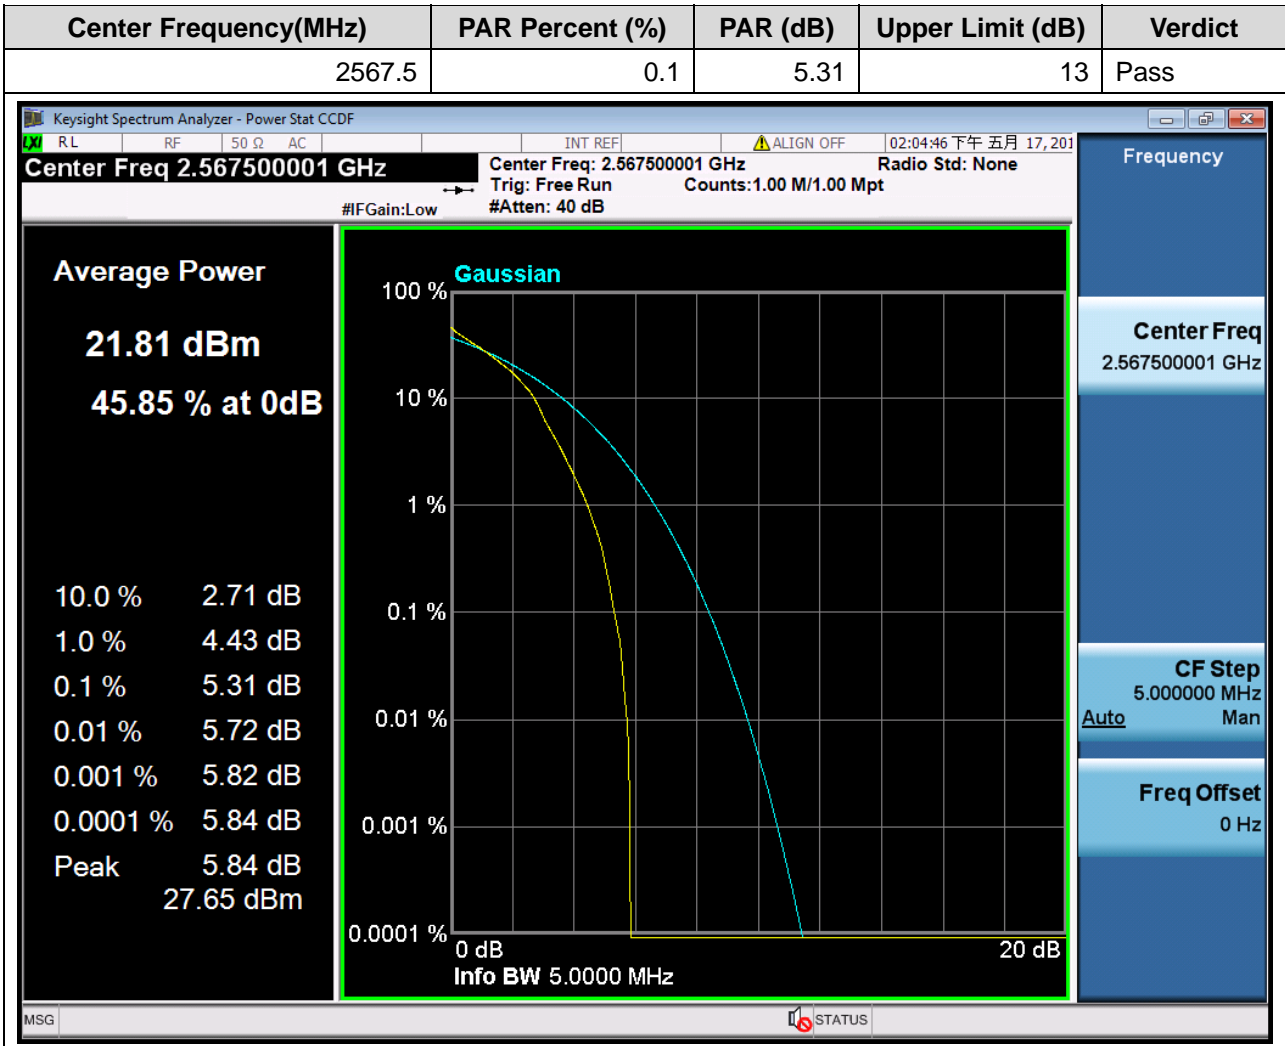 Center Frequency(MHz) PAR Percent (%) PAR (dB) Upper Limit (dB) Verdict
2567.5 0.1 5.31 13 Pass
Keysight Spectrum Analyzer - Power Stat CCDF
LXI RL RF 50 Ω AC INT REF ALIGN OFF 02:04:46 下午 五月 17, 201
Center Freq 2.567500001 GHz
Center Freq: 2.567500001 GHz Radio Std: None
Trig: Free Run Counts:1.00 M/1.00 Mpt
#IFGain:Low #Atten: 40 dB
Average Power
21.81 dBm
45.85 % at 0dB
10.0 % 2.71 dB
1.0 % 4.43 dB
0.1 % 5.31 dB
0.01 % 5.72 dB
0.001 % 5.82 dB
0.0001 % 5.84 dB
Peak 5.84 dB
27.65 dBm
Gaussian
100 %
10 %
1 %
0.1 %
0.01 %
0.001 %
0.0001 %
0 dB 20 dB
Info BW 5.0000 MHz
Frequency
Center Freq
2.567500001 GHz
CF Step
5.000000 MHz
Auto Man
Freq Offset
0 Hz
MSG STATUS